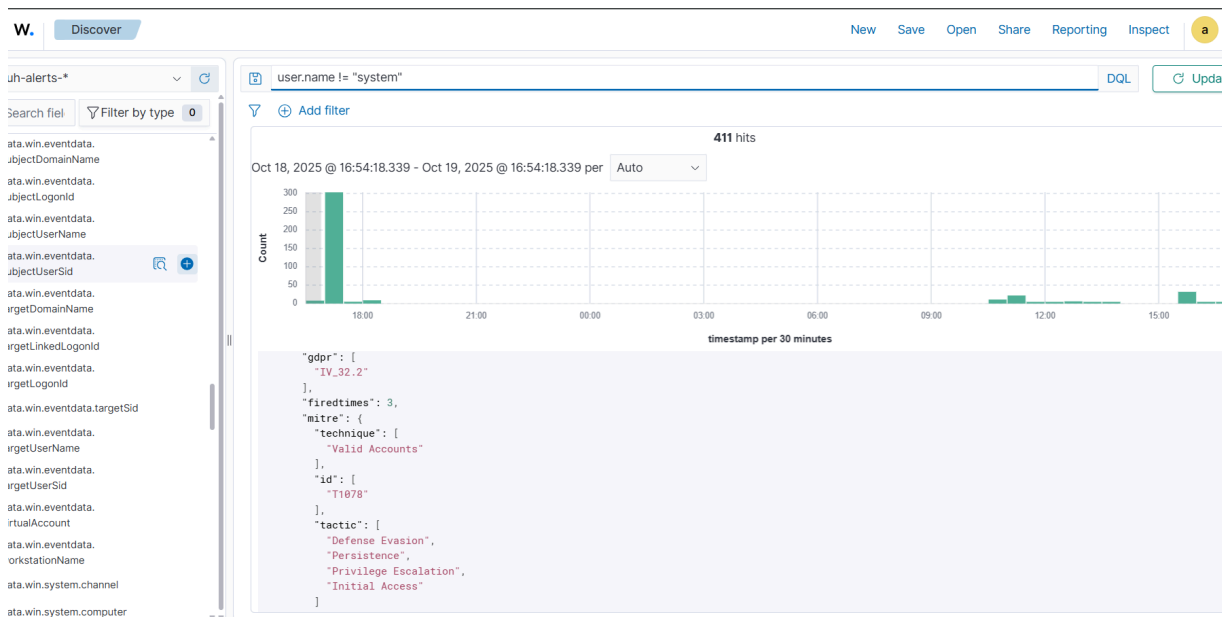 W.
Discover
New Save Open Share Reporting Inspect a
uh-alerts-*
user.name != "system"
DQL
Upda
Search fiel
Filter by type 0
Add filter
ata.win.eventdata.
ubjectDomainName
ata.win.eventdata.
ubjectLogonId
ata.win.eventdata.
ubjectUserName
ata.win.eventdata.
ubjectUserSid
ata.win.eventdata.
argetDomainName
ata.win.eventdata.
argetLinkedLogonId
ata.win.eventdata.
argetLogonId
ata.win.eventdata.targetSid
ata.win.eventdata.
argetUserName
ata.win.eventdata.
argetUserSid
ata.win.eventdata.
irtualAccount
ata.win.eventdata.
orkstationName
ata.win.system.channel
ata.win.system.computer
411 hits
Oct 18, 2025 @ 16:54:18.339 - Oct 19, 2025 @ 16:54:18.339 per Auto
Count
300
250
200
150
100
50
0
18:00 21:00 00:00 03:00 06:00 09:00 12:00 15:00
timestamp per 30 minutes
"gdpr": [
"IV_32.2"
],
"firedtimes": 3,
"mitre": {
"technique": [
"Valid Accounts"
],
"id": [
"T1078"
],
"tactic": [
"Defense Evasion",
"Persistence",
"Privilege Escalation",
"Initial Access"
]